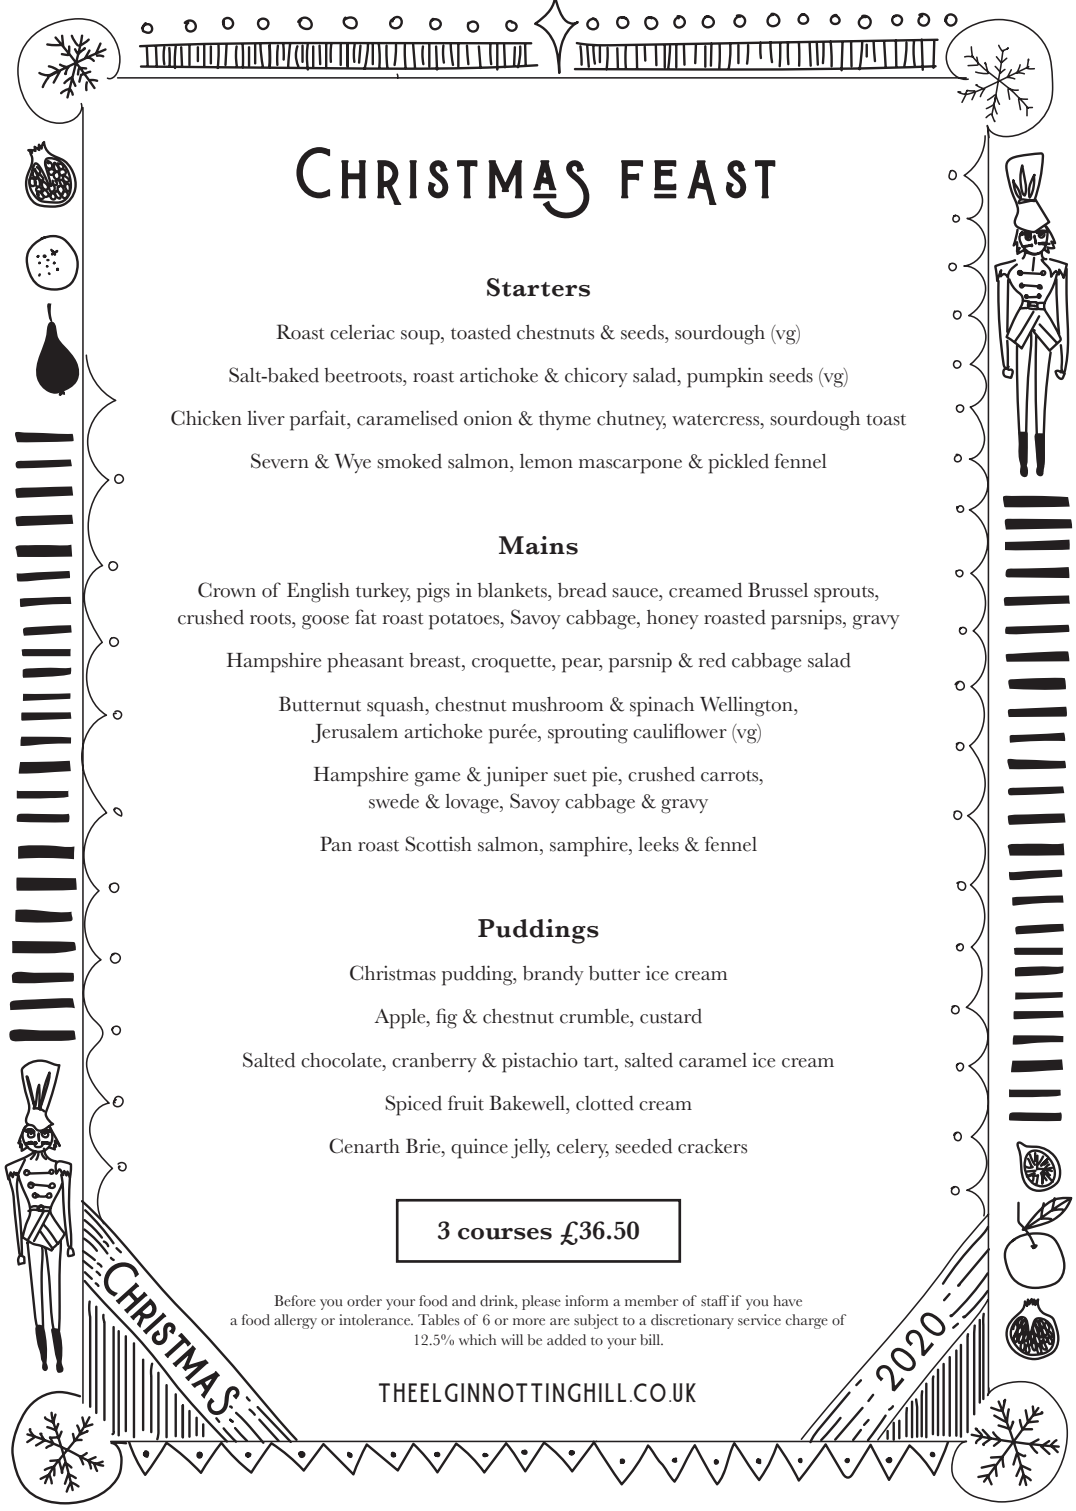 Christmas feast
Starters
Roast celeriac soup, toasted chestnuts & seeds, sourdough (vg)
Salt-baked beetroots, roast artichoke & chicory salad, pumpkin seeds (vg)
Chicken liver parfait, caramelised onion & thyme chutney, watercress, sourdough toast
Severn & Wye smoked salmon, lemon mascarpone & pickled fennel
Mains
Crown of English turkey, pigs in blankets, bread sauce, creamed Brussel sprouts,
crushed roots, goose fat roast potatoes, Savoy cabbage, honey roasted parsnips, gravy
Hampshire pheasant breast, croquette, pear, parsnip & red cabbage salad
Butternut squash, chestnut mushroom & spinach Wellington,
Jerusalem artichoke purée, sprouting cauliflower (vg)
Hampshire game & juniper suet pie, crushed carrots,
swede & lovage, Savoy cabbage & gravy
Pan roast Scottish salmon, samphire, leeks & fennel
Puddings
Christmas pudding, brandy butter ice cream
Apple, fig & chestnut crumble, custard
Salted chocolate, cranberry & pistachio tart, salted caramel ice cream
Spiced fruit Bakewell, clotted cream
Cenarth Brie, quince jelly, celery, seeded crackers
3 courses £36.50
Before you order your food and drink, please inform a member of staff if you have
a food allergy or intolerance. Tables of 6 or more are subject to a discretionary service charge of
12.5% which will be added to your bill.
THEELGINNOTTINGHILL.CO.UK
CHRISTMAS
2020